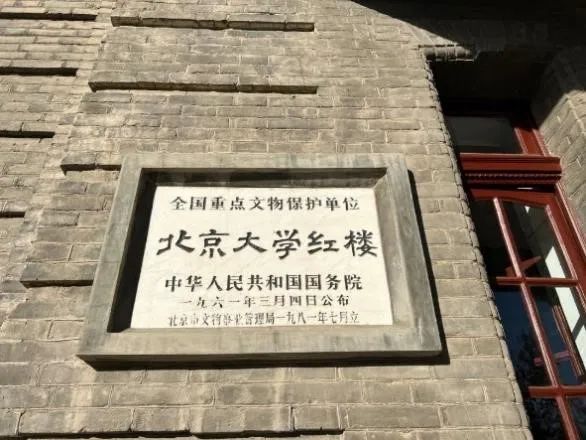 全国重点文物保护单位
北京大学红楼
中华人民共和国国务院
一九六一年三月四日公布
北京市文物事业管理局一九八一年七月立